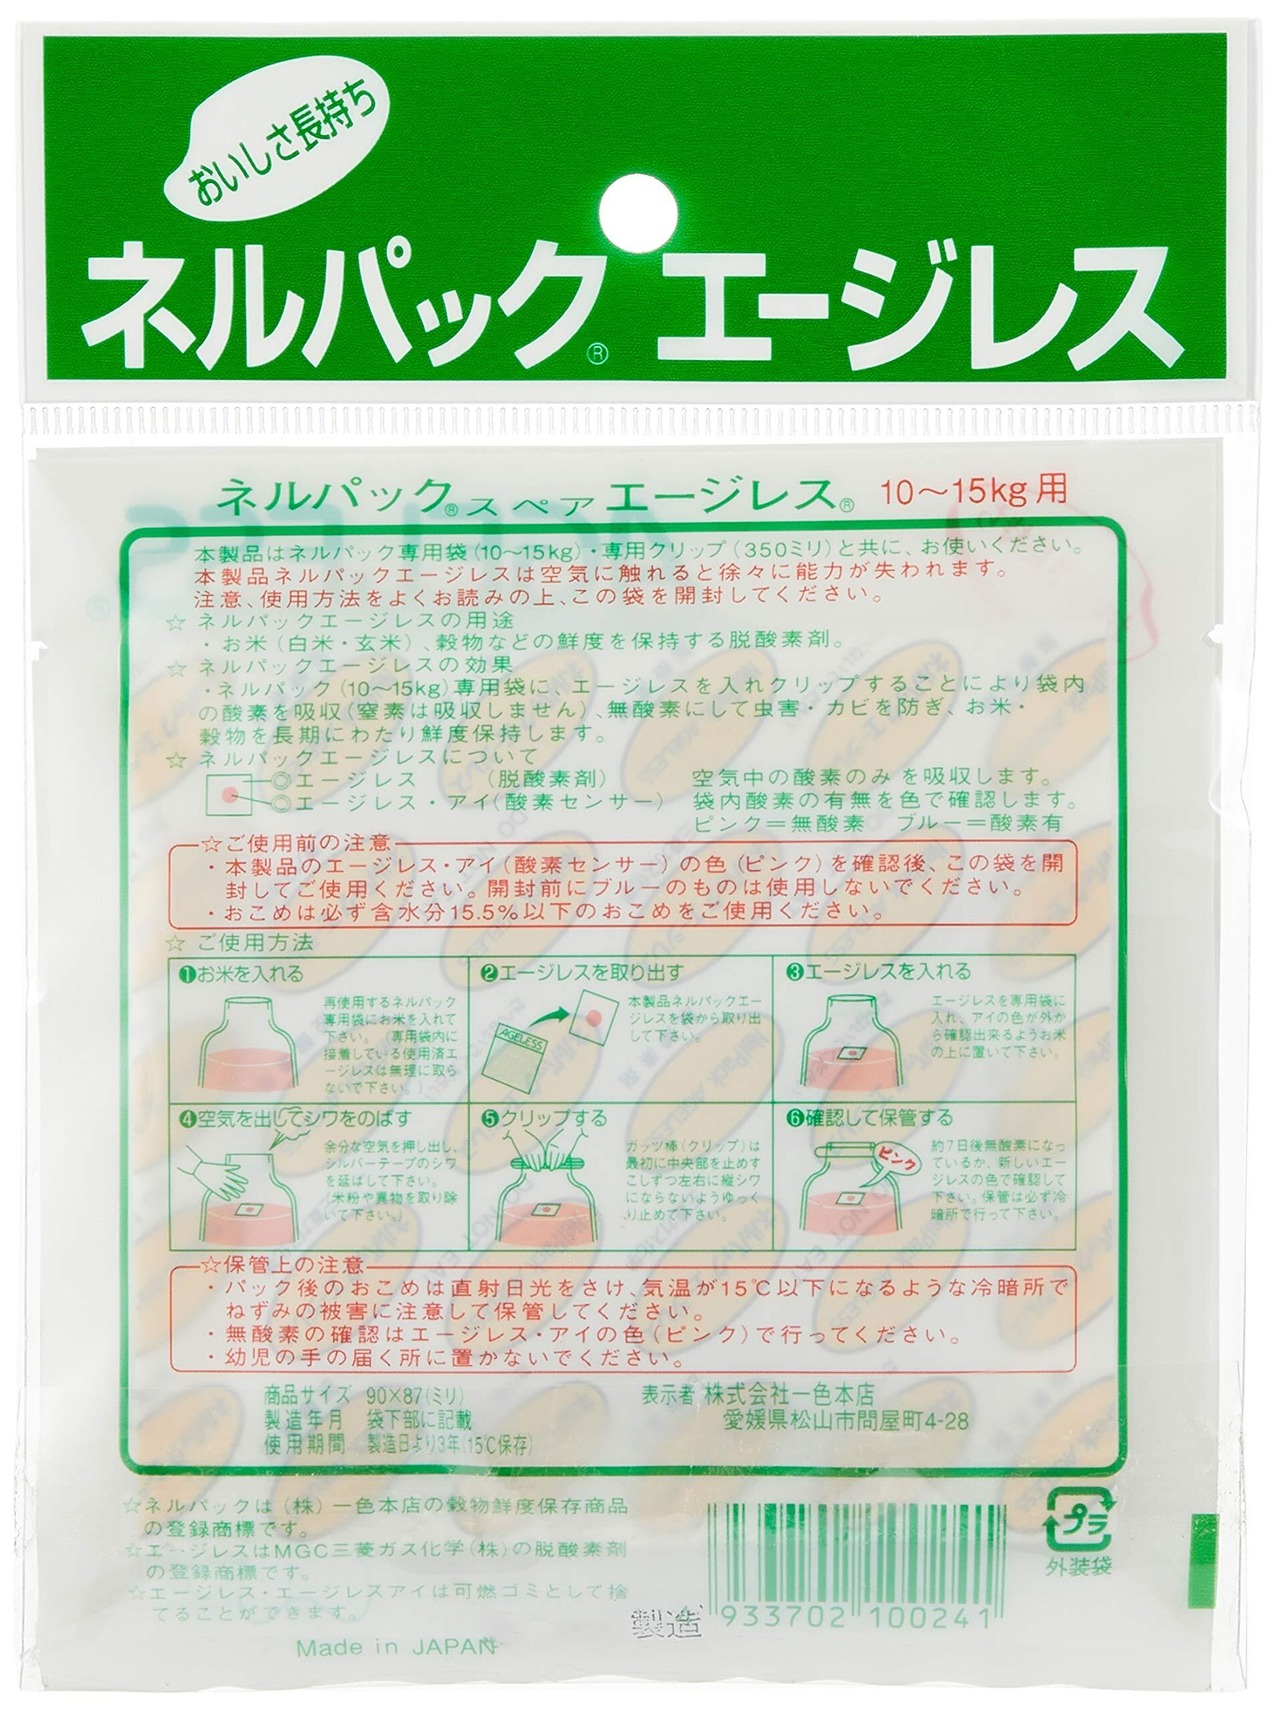 おいしさ長持ち
ネルパック® エージレス
ネルパック®スペアエージレス® 10～15kg用
本製品はネルパック専用袋(10～15kg)・専用クリップ(350ミリ)と共に、お使いください。
本製品ネルパックエージレスは空気に触れると徐々に能力が失われます。
注意、使用方法をよくお読みの上、この袋を開封してください。
☆ ネルパックエージレスの用途
・お米(白米・玄米)、穀物などの鮮度を保持する脱酸素剤。
☆ ネルパックエージレスの効果
・ネルパック(10～15kg)専用袋に、エージレスを入れクリップすることにより袋内
の酸素を吸収(窒素は吸収しません)、無酸素にして虫害・カビを防ぎ、お米・
穀物を長期にわたり鮮度保持します。
☆ ネルパックエージレスについて
◎エージレス (脱酸素剤) 空気中の酸素のみを吸収します。
◎エージレス・アイ(酸素センサー) 袋内酸素の有無を色で確認します。
ピンク＝無酸素 ブルー＝酸素有
☆ご使用前の注意
・本製品のエージレス・アイ(酸素センサー)の色(ピンク)を確認後、この袋を開
封してご使用ください。開封前にブルーのものは使用しないでください。
・おこめは必ず含水分15.5%以下のおこめをご使用ください。
☆ ご使用方法
❶お米を入れる
再使用するネルパック
専用袋にお米を入れて
下さい。(専用袋内に
接着している使用済エ
ージレスは無理に取ら
ないで下さい。)
❷エージレスを取り出す
本製品ネルパックエー
ジレスを袋から取り出
して下さい。
AGELESS
❸エージレスを入れる
エージレスを専用袋に
入れ、アイの色が外か
ら確認出来るようお米
の上に置いて下さい。
❹空気を出してシワをのばす
余分な空気を押し出し、
シルバーテープのシワ
を延ばして下さい。
(米粉や異物を取り除
いて下さい。)
❺クリップする
ガッツ棒(クリップ)は
最初に中央部を止めす
こしずつ左右に縦シワ
にならないようゆっく
り止めて下さい。
❻確認して保管する
ピンク
約7日後無酸素になっ
ているか、新しいエー
ジレスの色で確認して
下さい。保管は必ず冷
暗所で行って下さい。
☆保管上の注意
・パック後のおこめは直射日光をさけ、気温が15℃以下になるような冷暗所で
ねずみの被害に注意して保管してください。
・無酸素の確認はエージレス・アイの色(ピンク)で行ってください。
・幼児の手の届く所に置かないでください。
商品サイズ 90×87(ミリ)
製造年月 袋下部に記載
使用期間 製造日より3年(15℃保存)
表示者 株式会社一色本店
愛媛県松山市問屋町4-28
☆ネルパックは(株)一色本店の穀物鮮度保存商品
の登録商標です。
☆エージレスはMGC三菱ガス化学(株)の脱酸素剤
の登録商標です。
☆エージレス・エージレスアイは可燃ゴミとして捨
てることができます。
Made in JAPAN
製造
933702 100241
プラ
外装袋